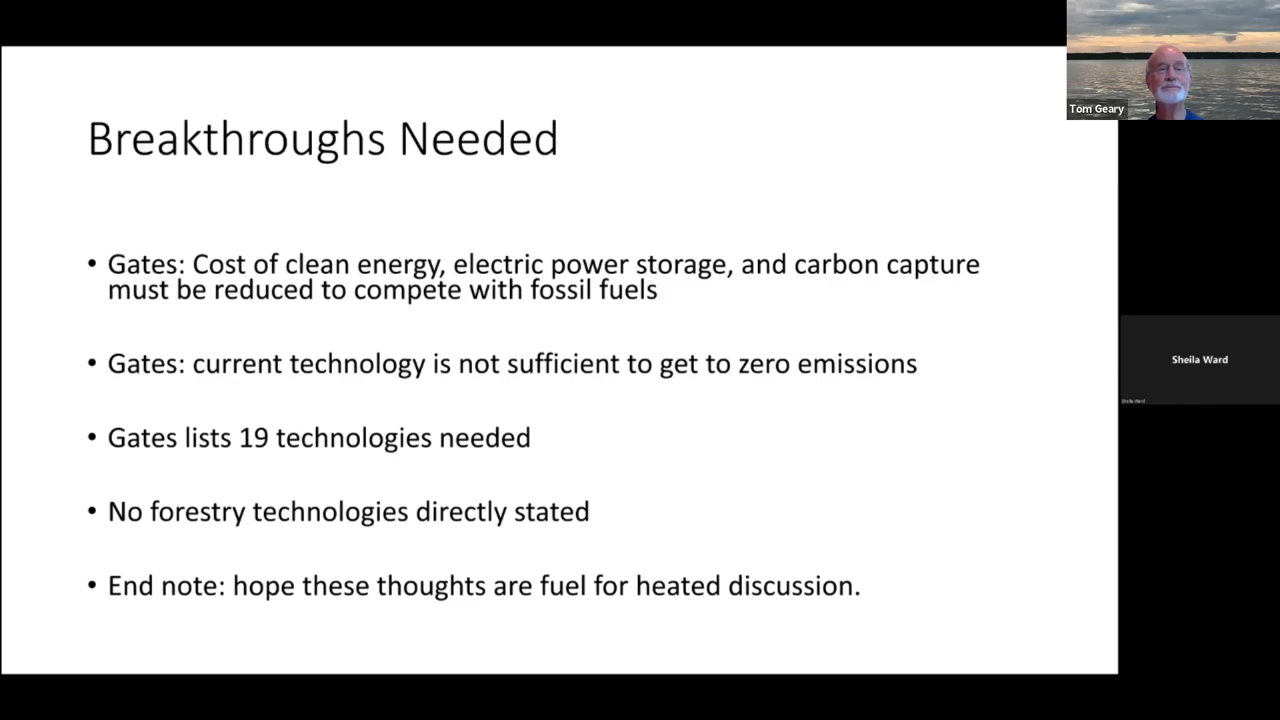 Breakthroughs Needed
• Gates: Cost of clean energy, electric power storage, and carbon capture
must be reduced to compete with fossil fuels
• Gates: current technology is not sufficient to get to zero emissions
• Gates lists 19 technologies needed
• No forestry technologies directly stated
• End note: hope these thoughts are fuel for heated discussion.
Tom Geary
Sheila Ward
Sheila Ward